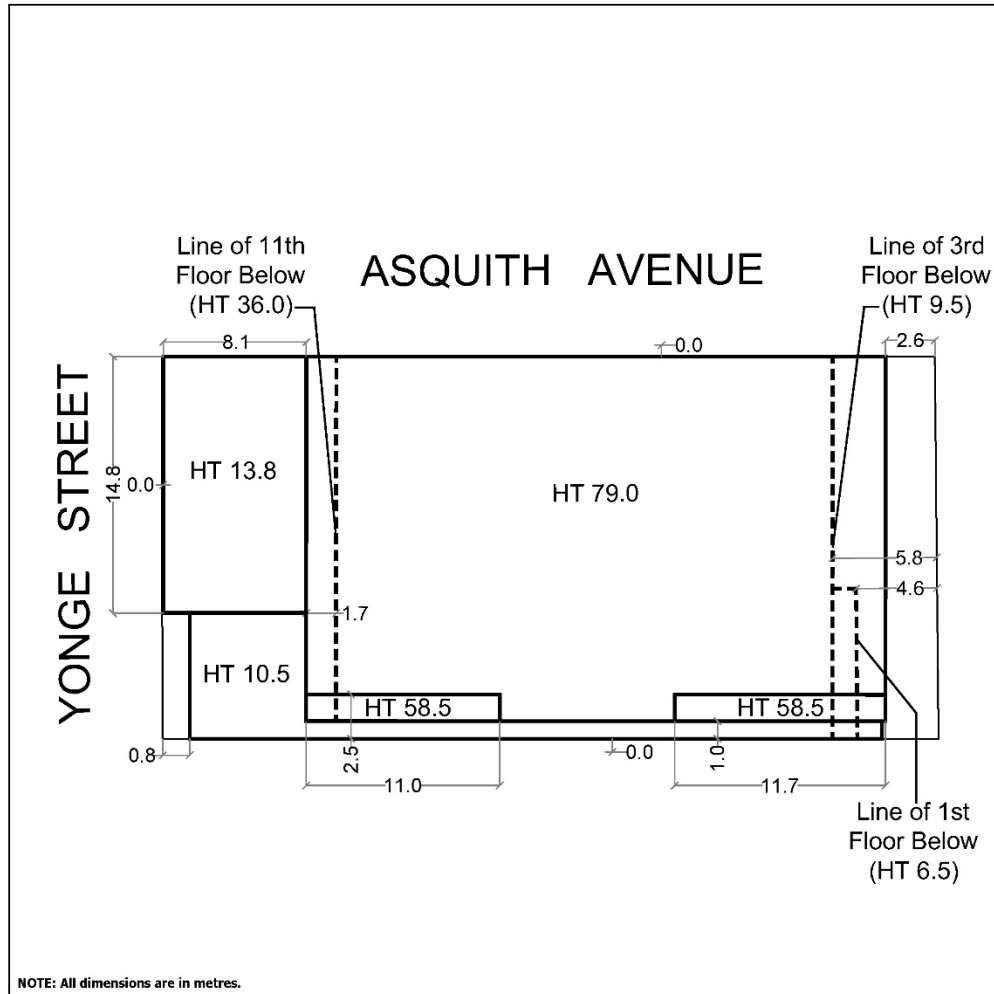 Line of 11th
Floor Below
(HT 36.0)
ASQUITH AVENUE
Line of 3rd
Floor Below
(HT 9.5)
8.1
0.0
2.6
YONGE STREET
14.8
0.0
HT 13.8
HT 79.0
5.8
4.6
1.7
HT 10.5
HT 58.5
HT 58.5
0.8
2.5
0.0
1.0
11.0
11.7
Line of 1st
Floor Below
(HT 6.5)
NOTE: All dimensions are in metres.